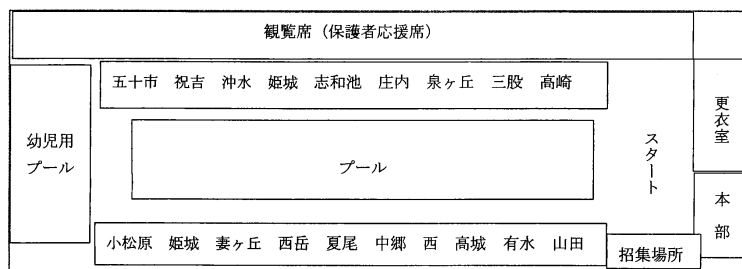 観覧席（保護者応援席）
五十市 祝吉 沖水 姫城 志和池 庄内 泉ヶ丘 三股 高崎
更衣室
幼児用
プール
プール
スタート
本部
小松原 姫城 妻ヶ丘 西岳 夏尾 中郷 西 高城 有水 山田
招集場所